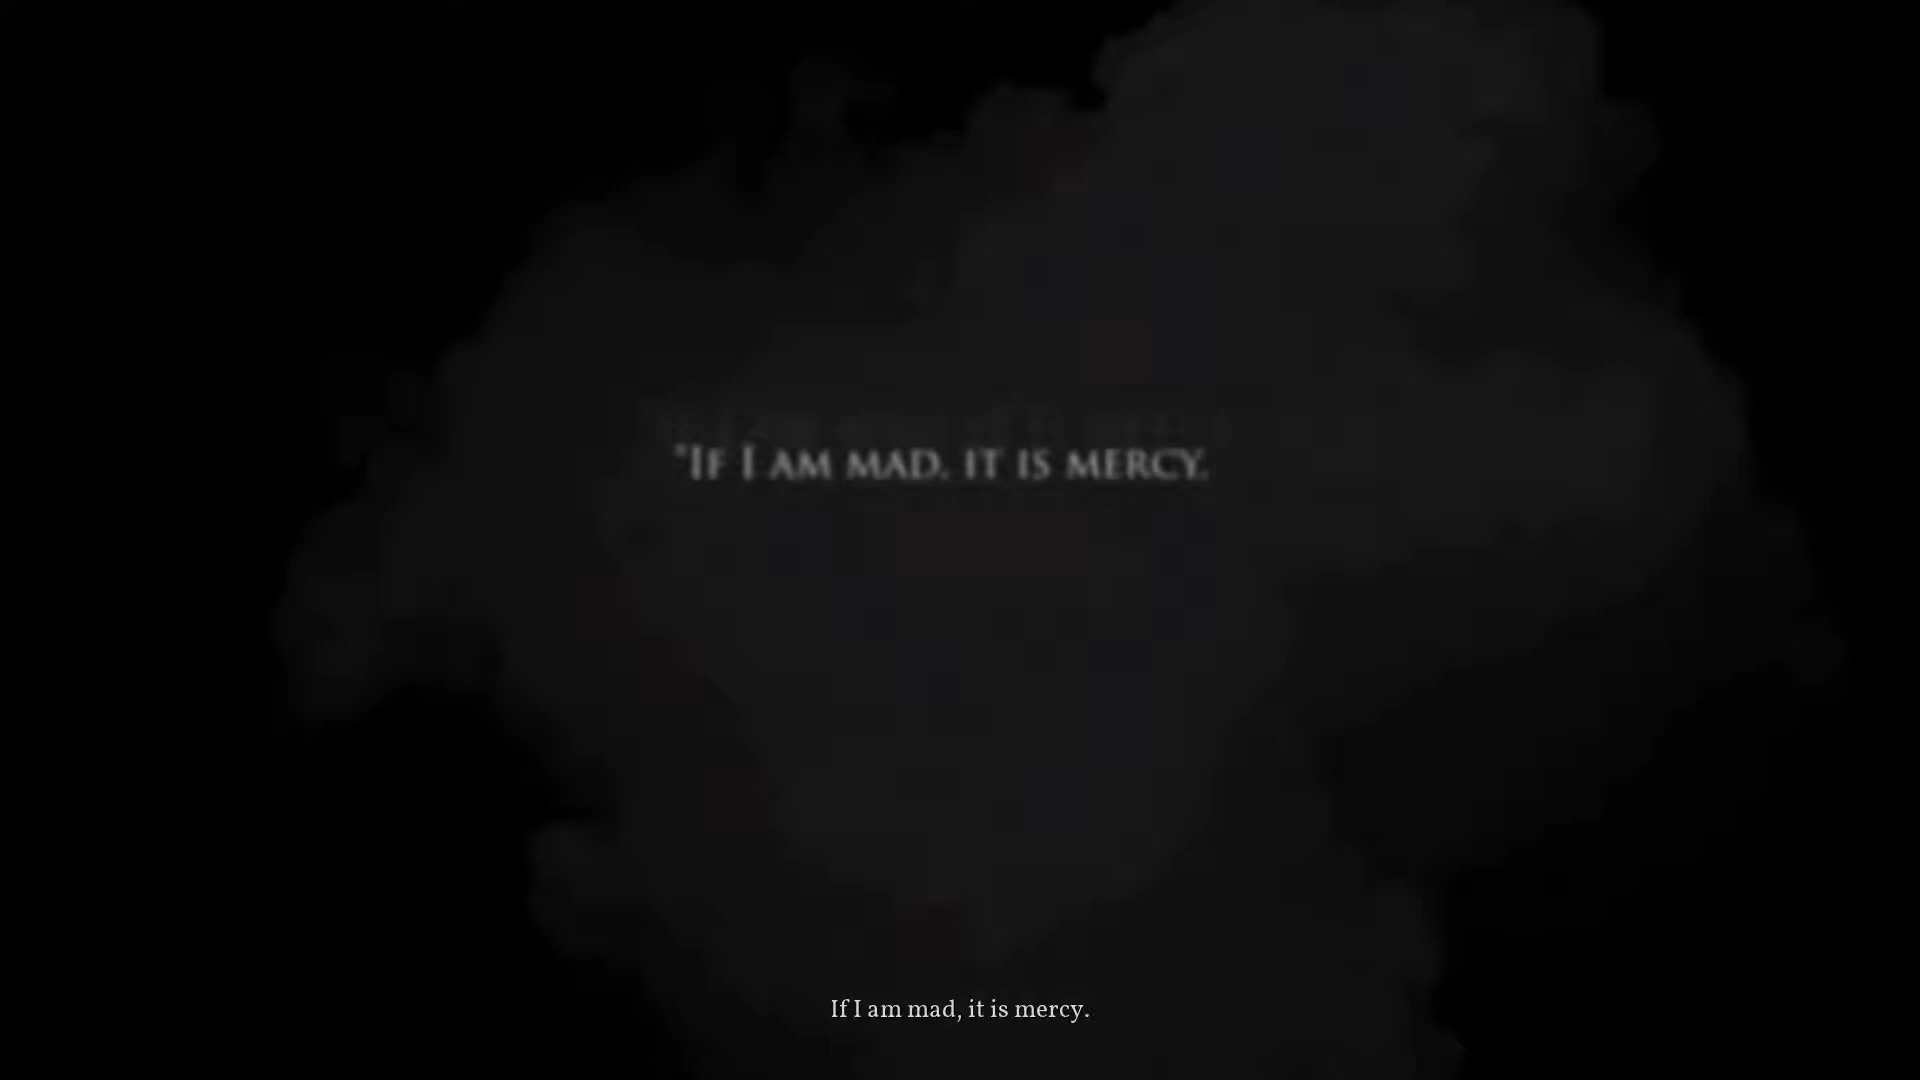 "If I am mad, it is mercy.
If I am mad, it is mercy.